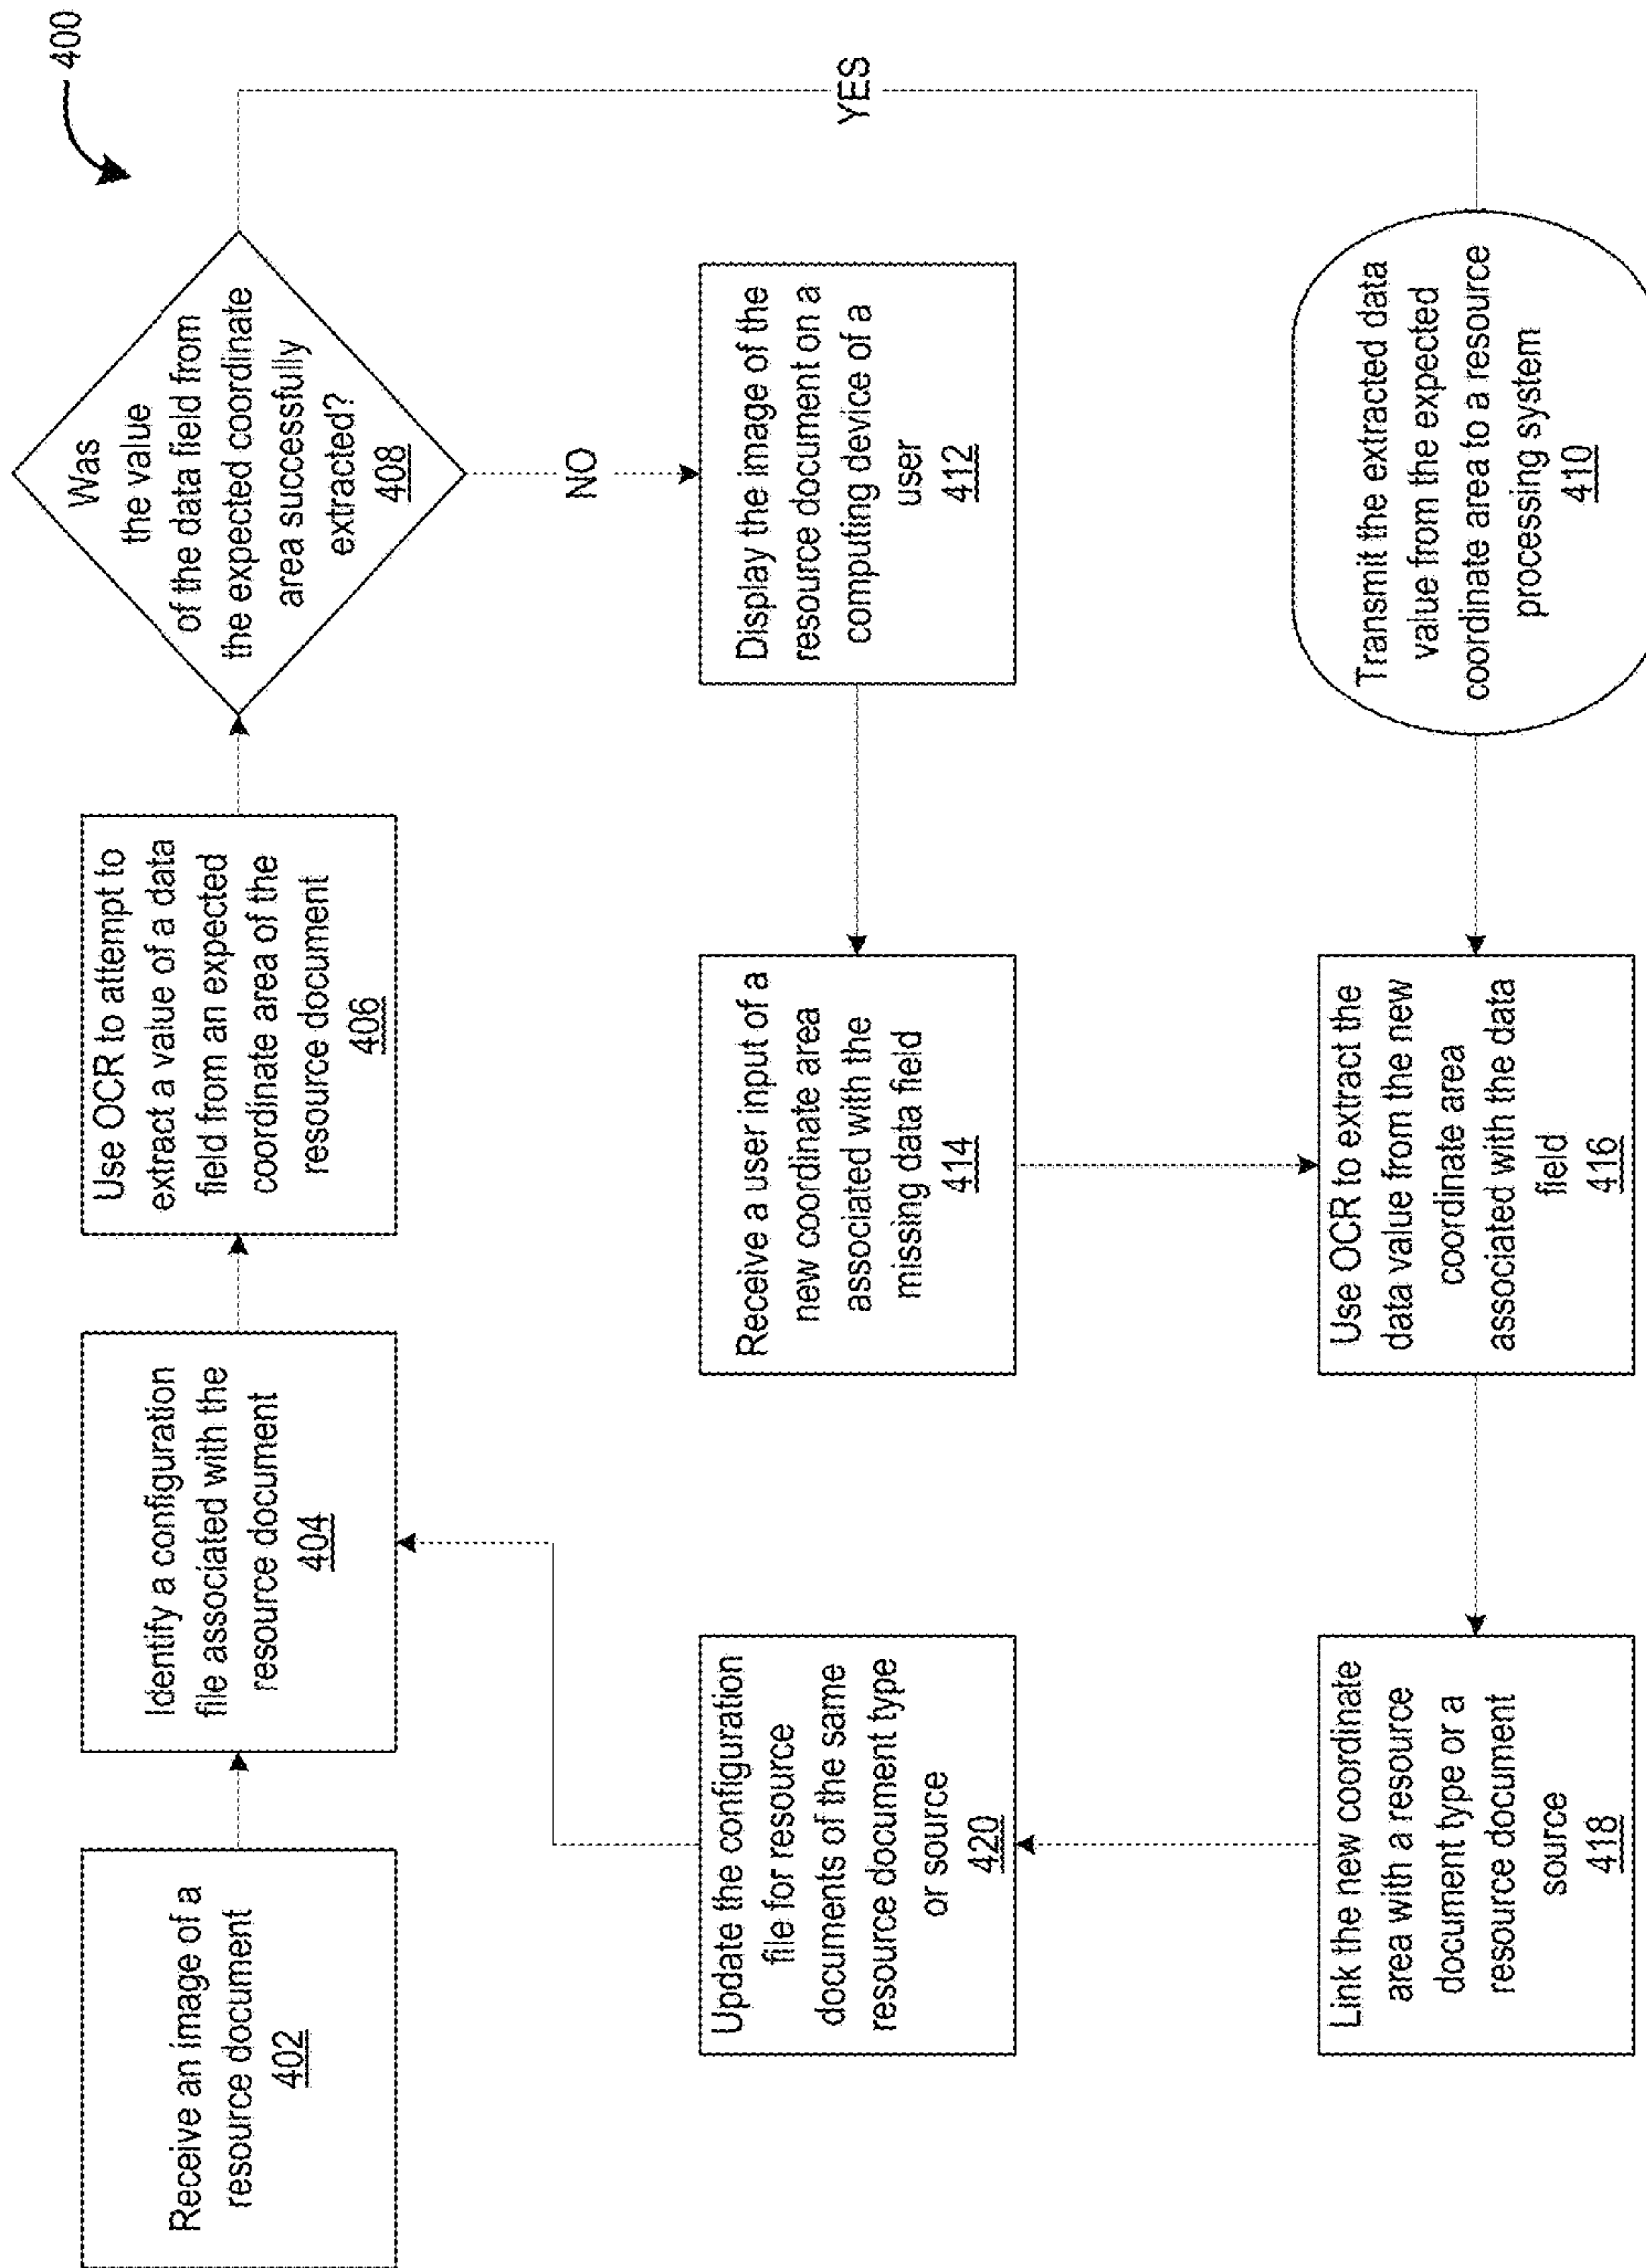 400
Receive an image of a
resource document
402
Identify a configuration
file associated with the
resource document
404
Use OCR to attempt to
extract a value of a data
field from an expected
coordinate area of the
resource document
406
Was
the value
of the data field from
the expected coordinate
area successfully
extracted?
408
NO
YES
Display the image of the
resource document on a
computing device of a
user
412
Receive a user input of a
new coordinate area
associated with the
missing data field
414
Update the configuration
file for resource
documents of the same
resource document type
or source
420
Link the new coordinate
area with a resource
document type or a
resource document
source
418
Use OCR to extract the
data value from the new
coordinate area
associated with the data
field
416
Transmit the extracted data
value from the expected
coordinate area to a resource
processing system
410